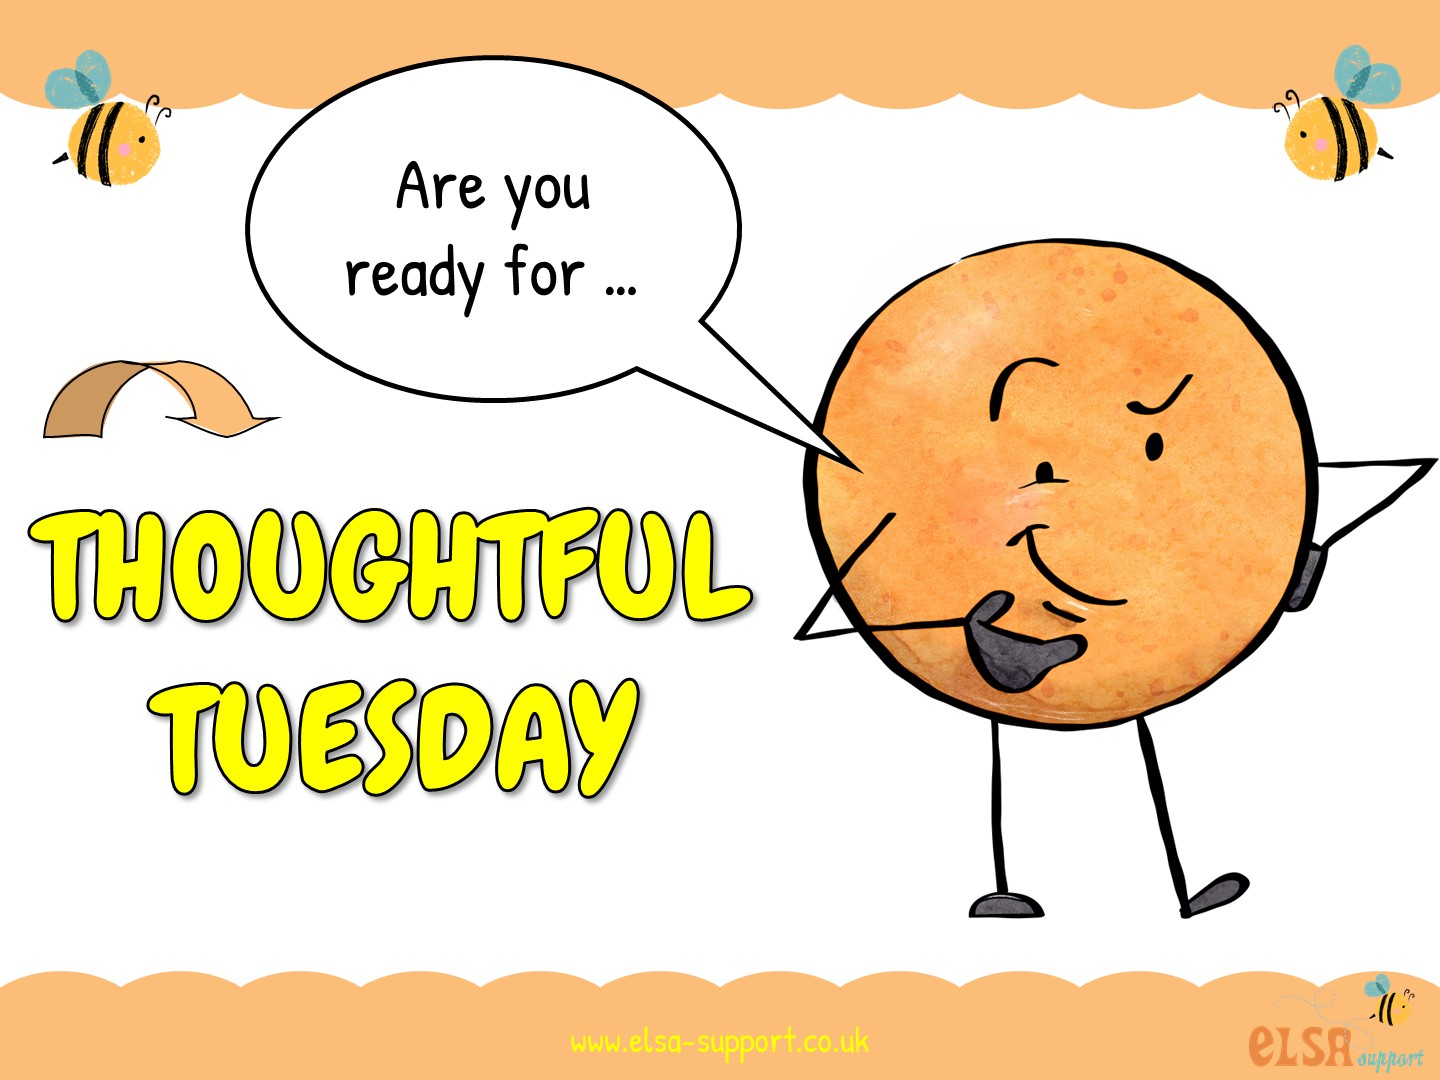 Are you
ready for ...
THOUGHTFUL
TUESDAY
www.elsa-support.co.uk
ELSA
support